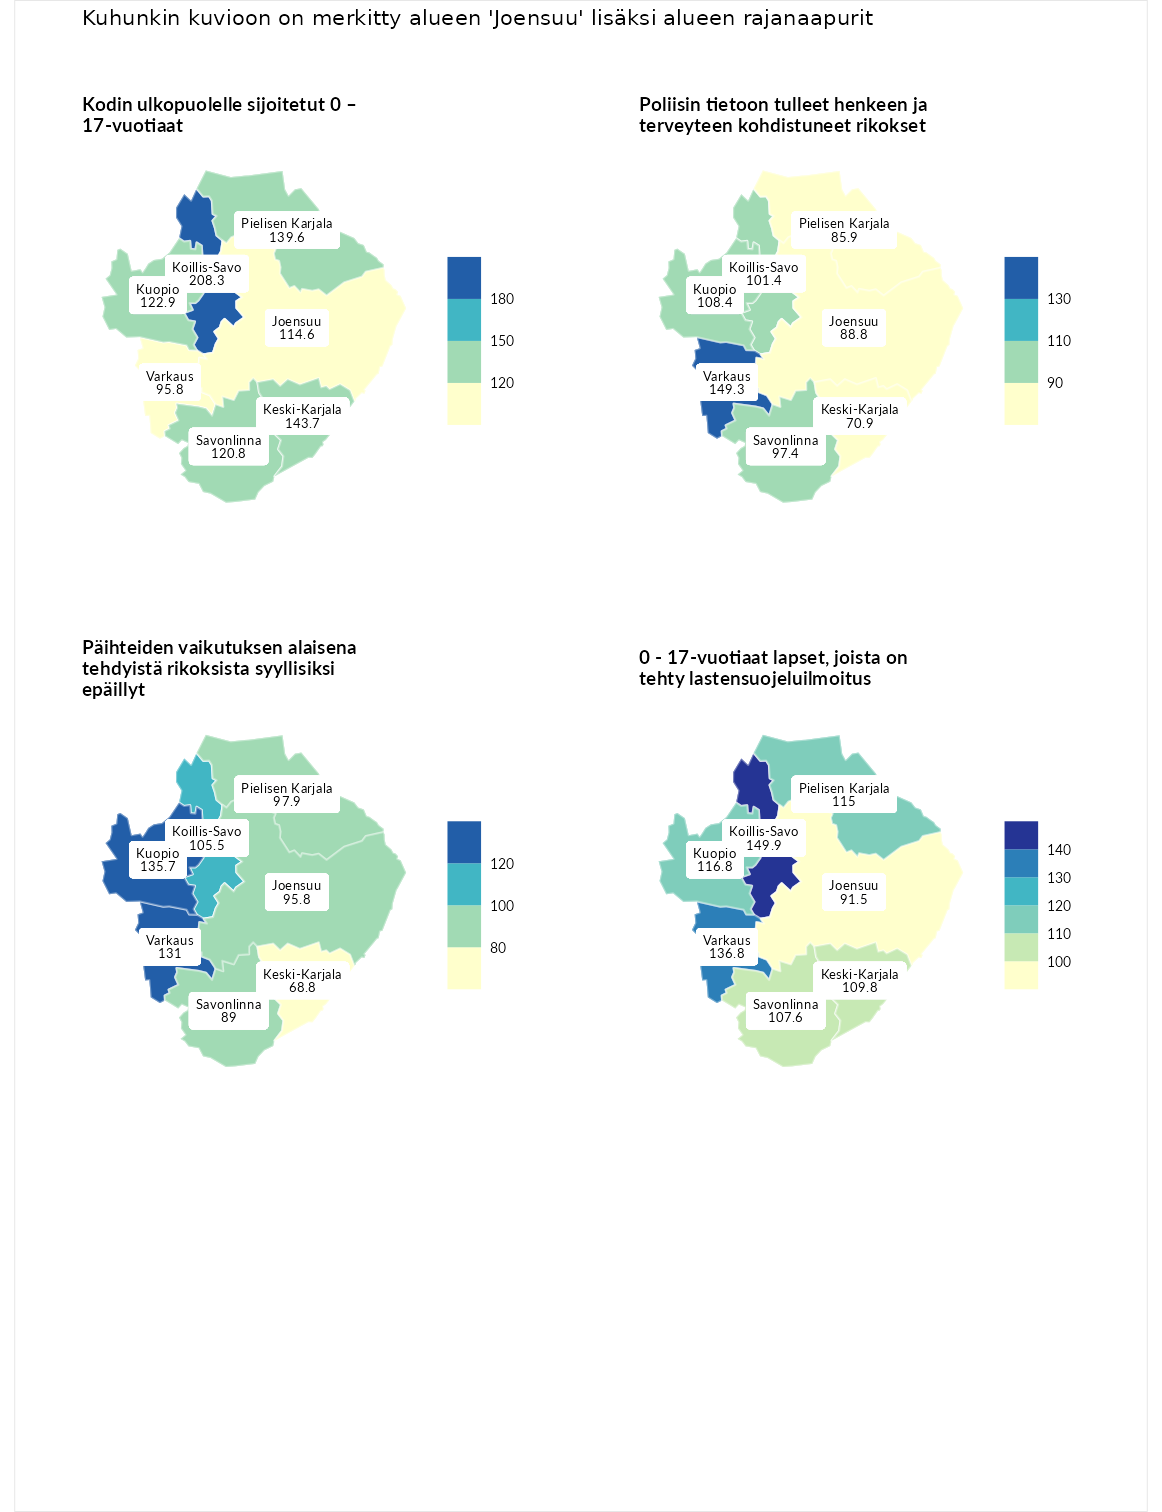 Kuhunkin kuvioon on merkitty alueen 'Joensuu' lisäksi alueen rajanaapurit
Kodin ulkopuolelle sijoitetut 0 –
17-vuotiaat
Pielisen Karjala
139.6
Koillis-Savo
208.3
Kuopio
122.9
Joensuu
114.6
Varkaus
95.8
Keski-Karjala
143.7
Savonlinna
120.8
180
150
120
Poliisin tietoon tulleet henkeen ja
terveyteen kohdistuneet rikokset
Pielisen Karjala
85.9
Koillis-Savo
101.4
Kuopio
108.4
Joensuu
88.8
Varkaus
149.3
Keski-Karjala
70.9
Savonlinna
97.4
130
110
90
Päihteiden vaikutuksen alaisena
tehdyistä rikoksista syyllisiksi
epäillyt
Pielisen Karjala
97.9
Koillis-Savo
105.5
Kuopio
135.7
Joensuu
95.8
Varkaus
131
Keski-Karjala
68.8
Savonlinna
89
120
100
80
0 - 17-vuotiaat lapset, joista on
tehty lastensuojeluilmoitus
Pielisen Karjala
115
Koillis-Savo
149.9
Kuopio
116.8
Joensuu
91.5
Varkaus
136.8
Keski-Karjala
109.8
Savonlinna
107.6
140
130
120
110
100